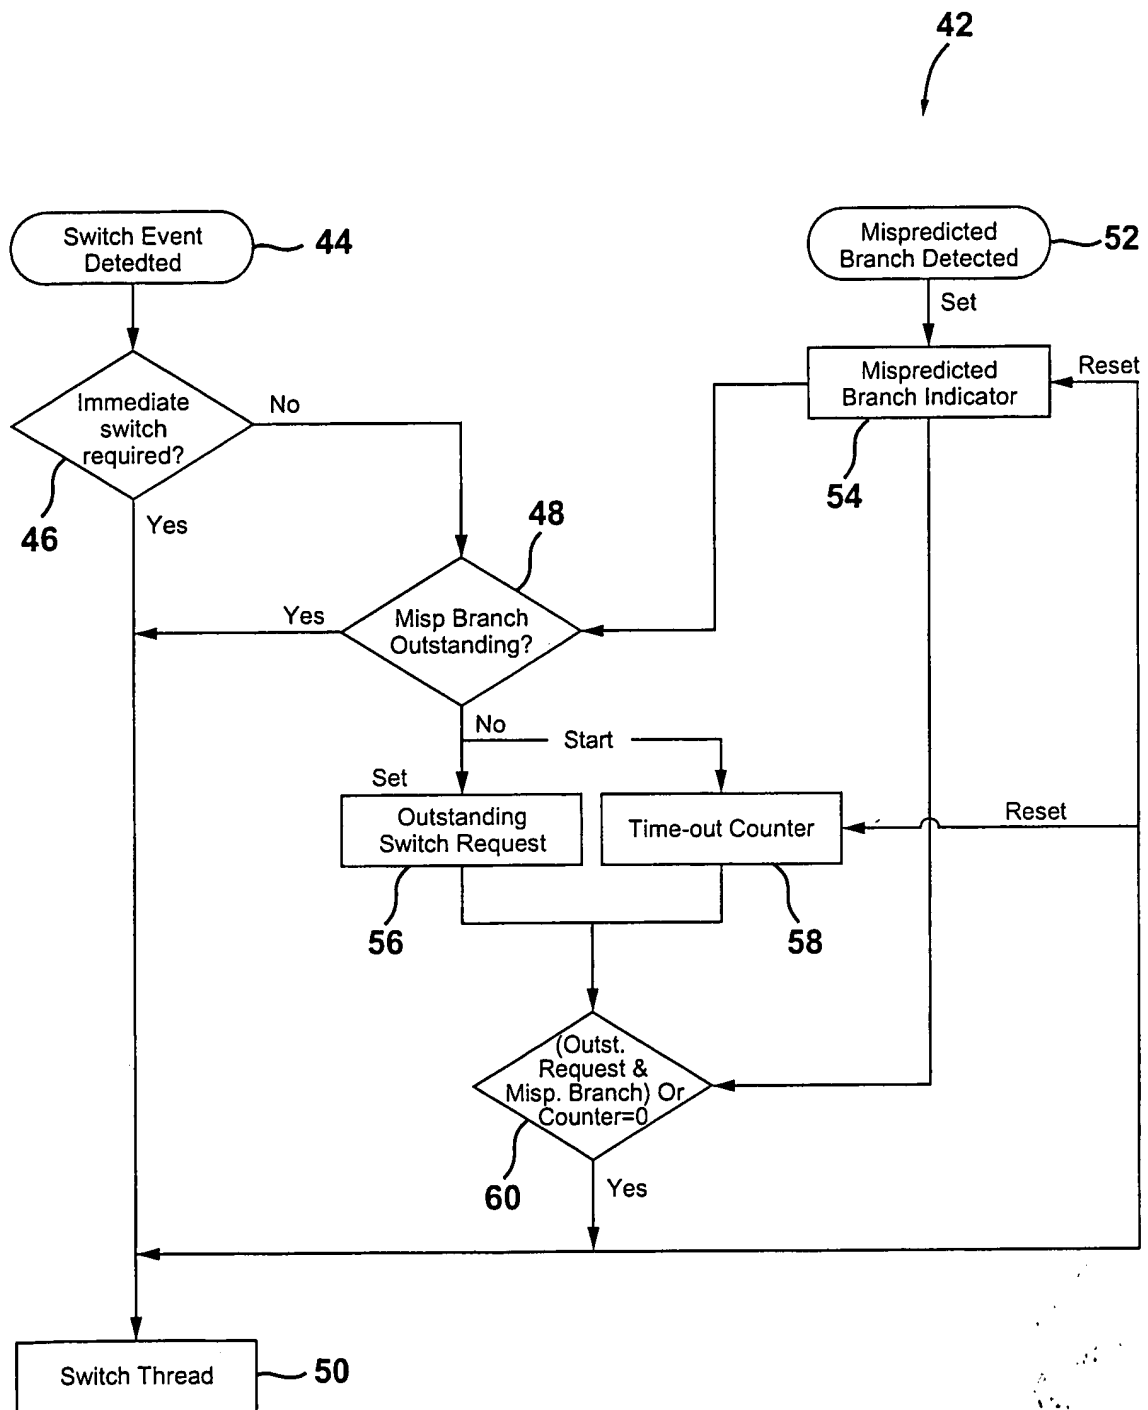 42
Switch Event
Detedted
44
Mispredicted
Branch Detected
52
Set
Mispredicted
Branch Indicator
Reset
54
Immediate
switch
required?
No
46
Yes
48
Misp Branch
Outstanding?
Yes
No
Start
Set
Outstanding
Switch Request
Time-out Counter
Reset
56
58
(Outst.
Request &
Misp. Branch) Or
Counter=0
60
Yes
Switch Thread
50